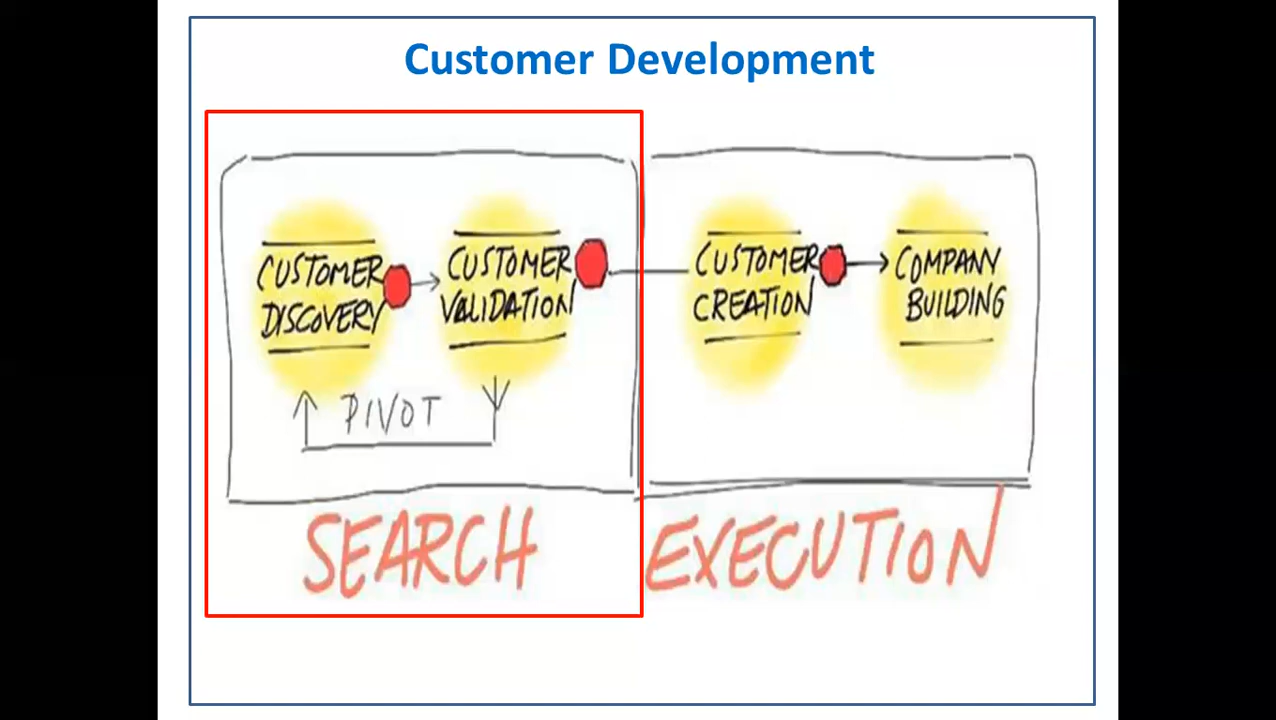 Customer Development
CUSTOMER
DISCOVERY
CUSTOMER
VALIDATION
PIVOT
SEARCH
CUSTOMER
CREATION
COMPANY
BUILDING
EXECUTION